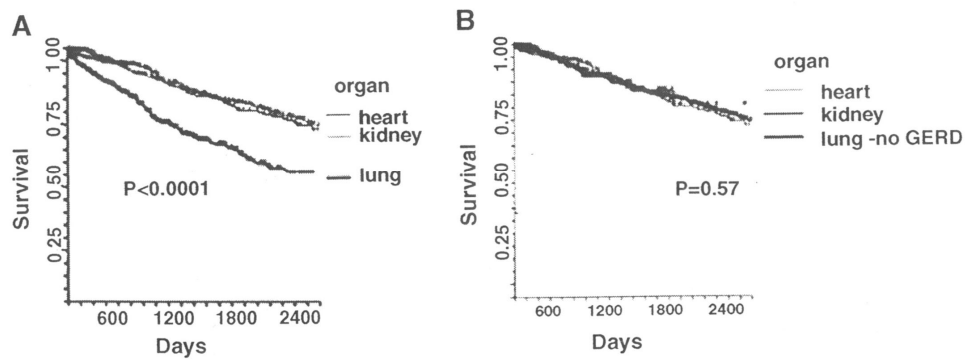 A
organ
heart
kidney
lung
P<0.0001
Survival
1.00
0.75
0.50
0.25
600 1200 1800 2400
Days
B
organ
heart
kidney
lung -no GERD
P=0.57
Survival
1.00
0.75
0.50
0.25
600 1200 1800 2400
Days